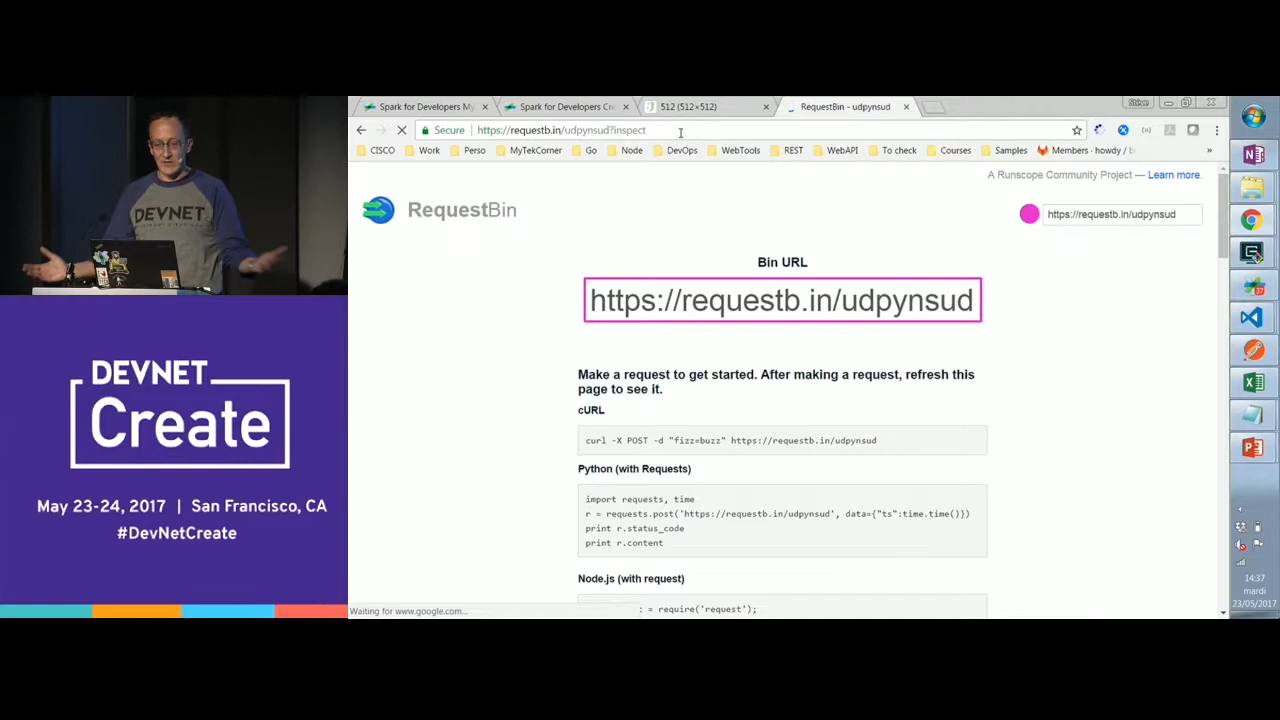 DEVNET
DEVNET
Create
May 23-24, 2017 | San Francisco, CA
#DevNetCreate
Spark for Developers My
Spark for Developers Cre
512 (512×512)
RequestBin - udpynsud
Steve
Secure
https://requestb.in/udpynsud?inspect
CISCO
Work
Perso
MyTekCorner
Go
Node
DevOps
WebTools
REST
WebAPI
To check
Courses
Samples
Members · howdy / b
»
A Runscope Community Project — Learn more.
RequestBin
https://requestb.in/udpynsud
Bin URL
https://requestb.in/udpynsud
Make a request to get started. After making a request, refresh this
page to see it.
cURL
curl -X POST -d "fizz=buzz" https://requestb.in/udpynsud
Python (with Requests)
import requests, time
r = requests.post('https://requestb.in/udpynsud', data={"ts":time.time()})
print r.status_code
print r.content
Node.js (with request)
: = require('request');
Waiting for www.google.com...
14:37
mardi
23/05/2017